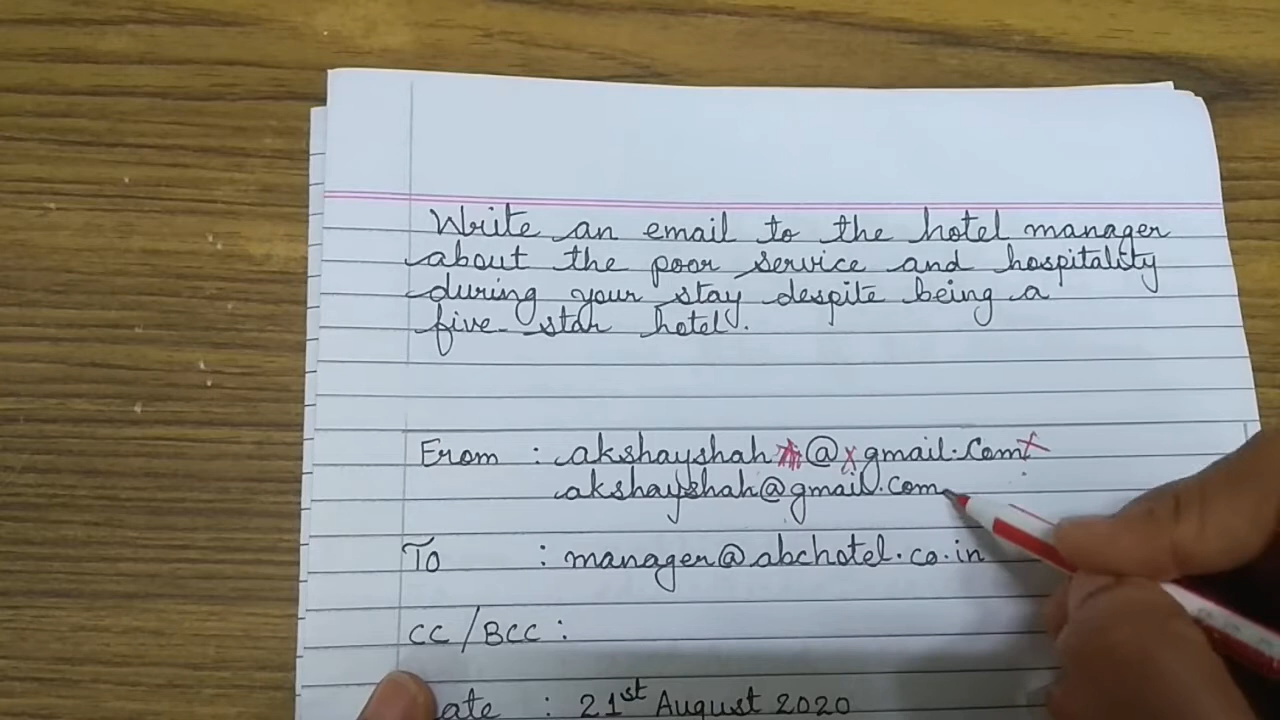 Write an email to the hotel manager
about the poor service and hospitality
during your stay despite being a
five-star hotel.
From : akshayshah @ gmail.com.
akshayshah@gmail.com
To : manager@abchotel.co.in
CC/BCC :
ate : 21st August 2020